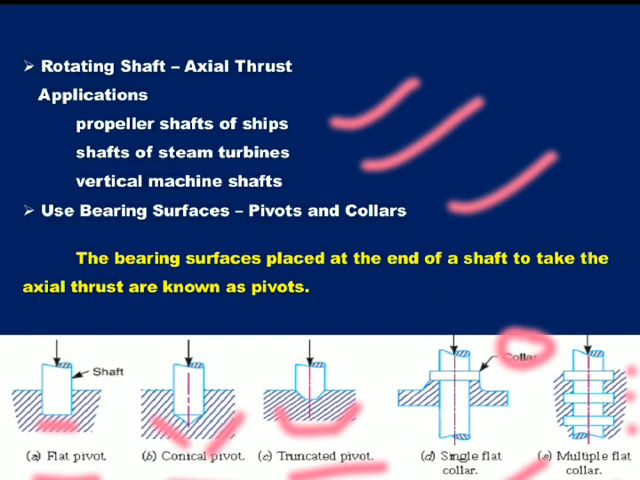 ➢ Rotating Shaft – Axial Thrust
Applications
propeller shafts of ships
shafts of steam turbines
vertical machine shafts
➢ Use Bearing Surfaces – Pivots and Collars
The bearing surfaces placed at the end of a shaft to take the
axial thrust are known as pivots.
Shaft
Collar
(a) Flat pivot.
(b) Conical pivot.
(c) Truncated pivot.
(d) Single flat
collar.
(e) Multiple flat
collar.